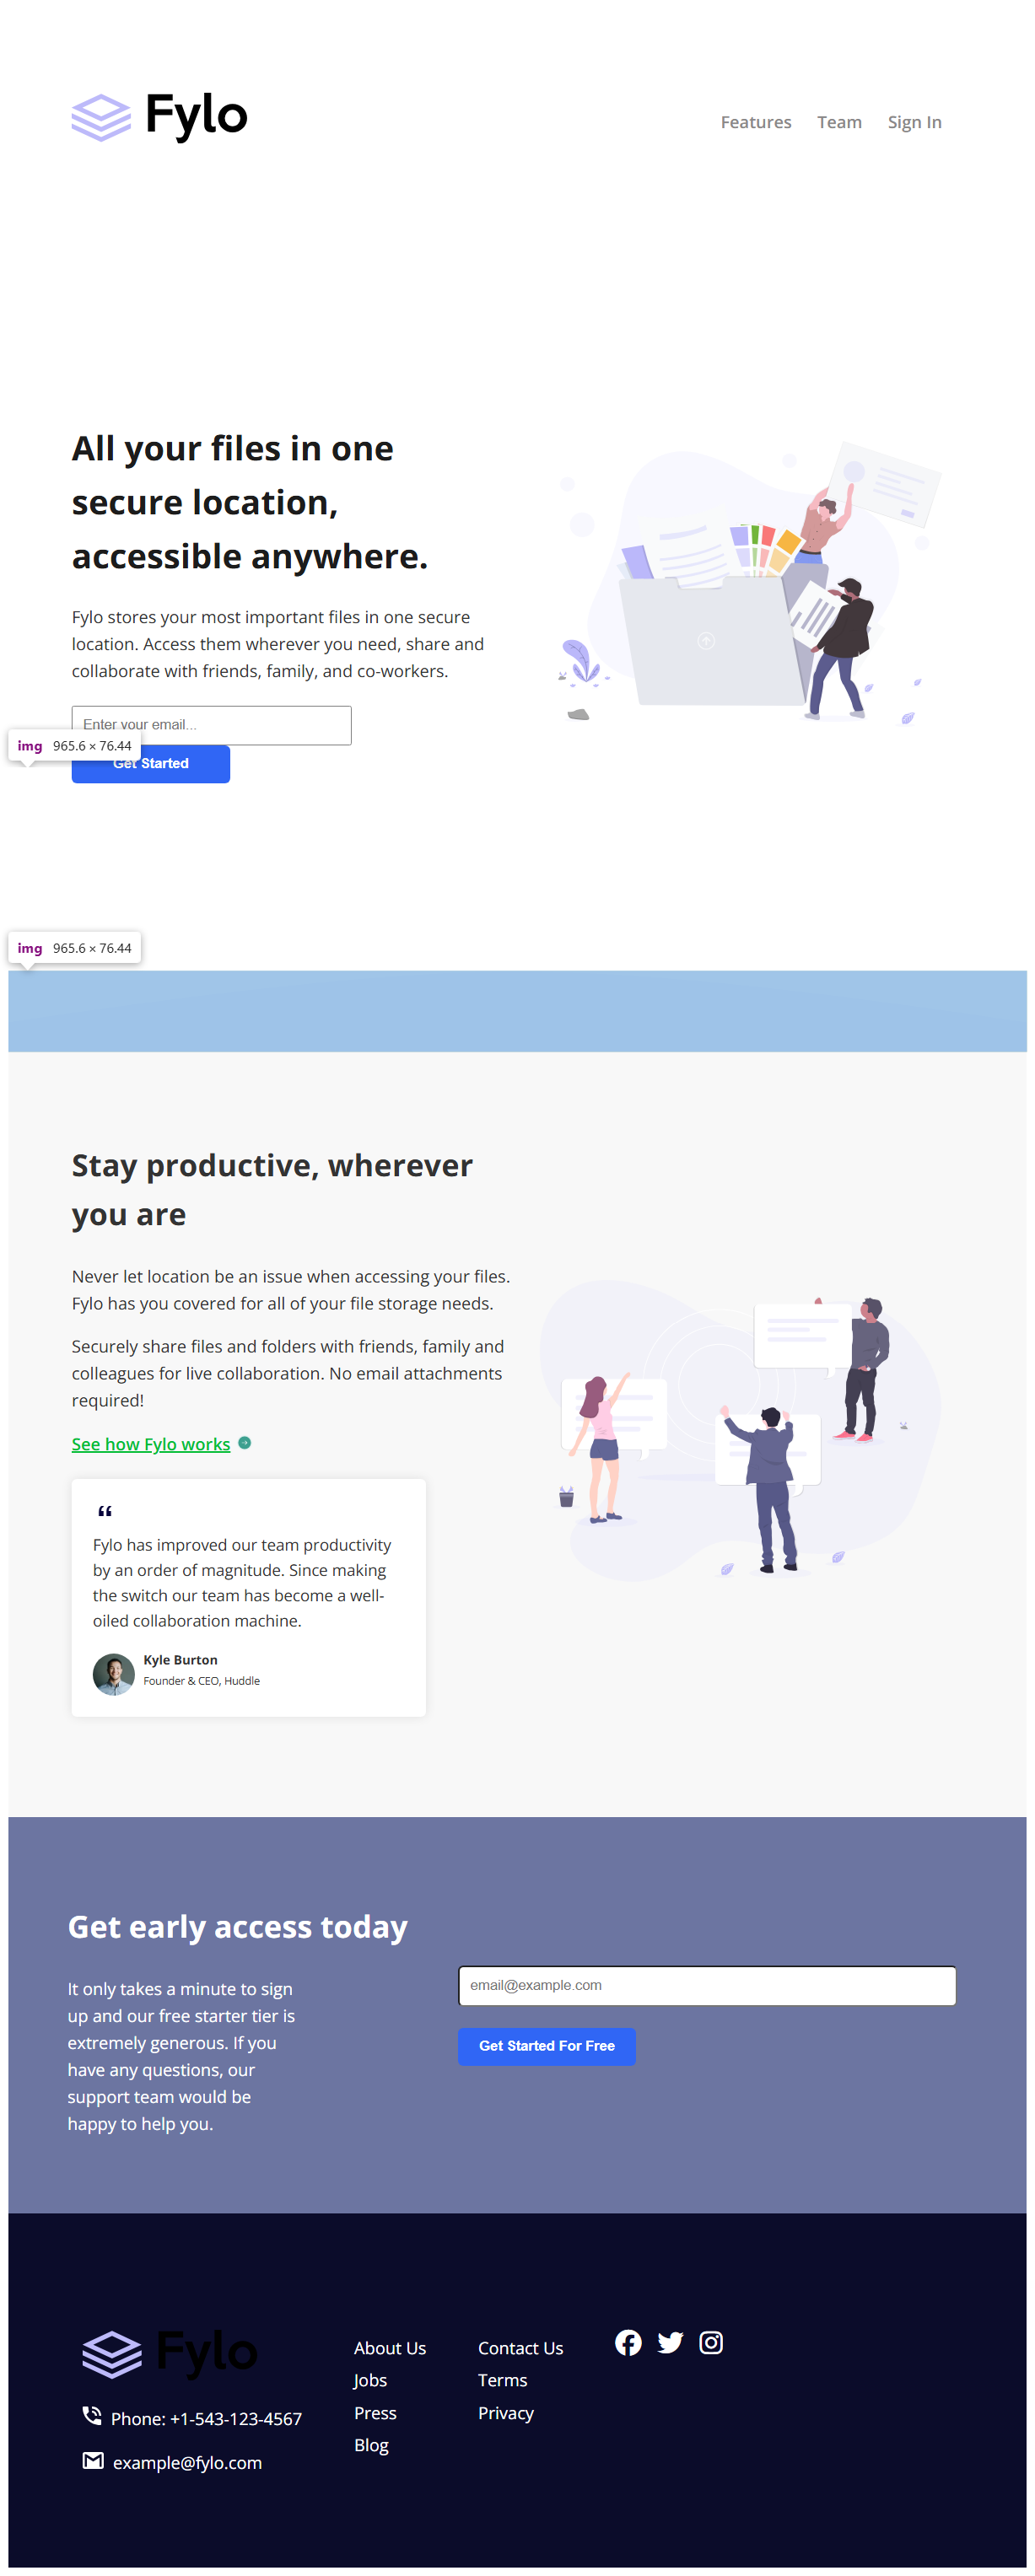 Fylo
Features Team Sign In
All your files in one
secure location,
accessible anywhere.
Fylo stores your most important files in one secure
location. Access them wherever you need, share and
collaborate with friends, family, and co-workers.
Enter your email...
img 965.6 × 76.44
Get Started
img 965.6 × 76.44
Stay productive, wherever
you are
Never let location be an issue when accessing your files.
Fylo has you covered for all of your file storage needs.
Securely share files and folders with friends, family and
colleagues for live collaboration. No email attachments
required!
See how Fylo works
“
Fylo has improved our team productivity
by an order of magnitude. Since making
the switch our team has become a well-
oiled collaboration machine.
Kyle Burton
Founder & CEO, Huddle
Get early access today
It only takes a minute to sign
up and our free starter tier is
extremely generous. If you
have any questions, our
support team would be
happy to help you.
email@example.com
Get Started For Free
Fylo
Phone: +1-543-123-4567
example@fylo.com
About Us
Jobs
Press
Blog
Contact Us
Terms
Privacy